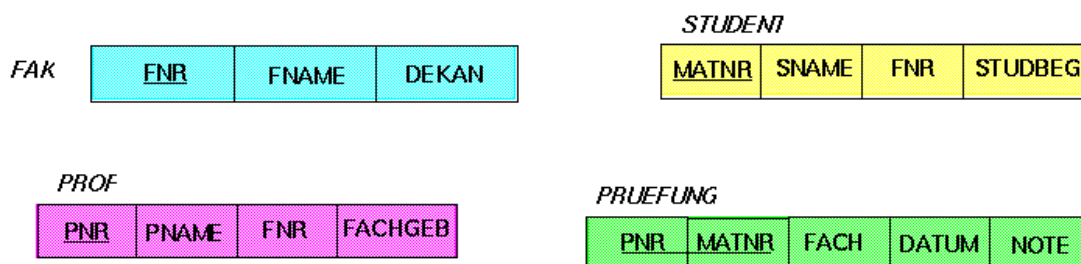 STUDENT
FAK FNR FNAME DEKAN
MATNR SNAME FNR STUDBEG
PROF
PNR PNAME FNR FACHGEB
PRUEFUNG
PNR MATNR FACH DATUM NOTE